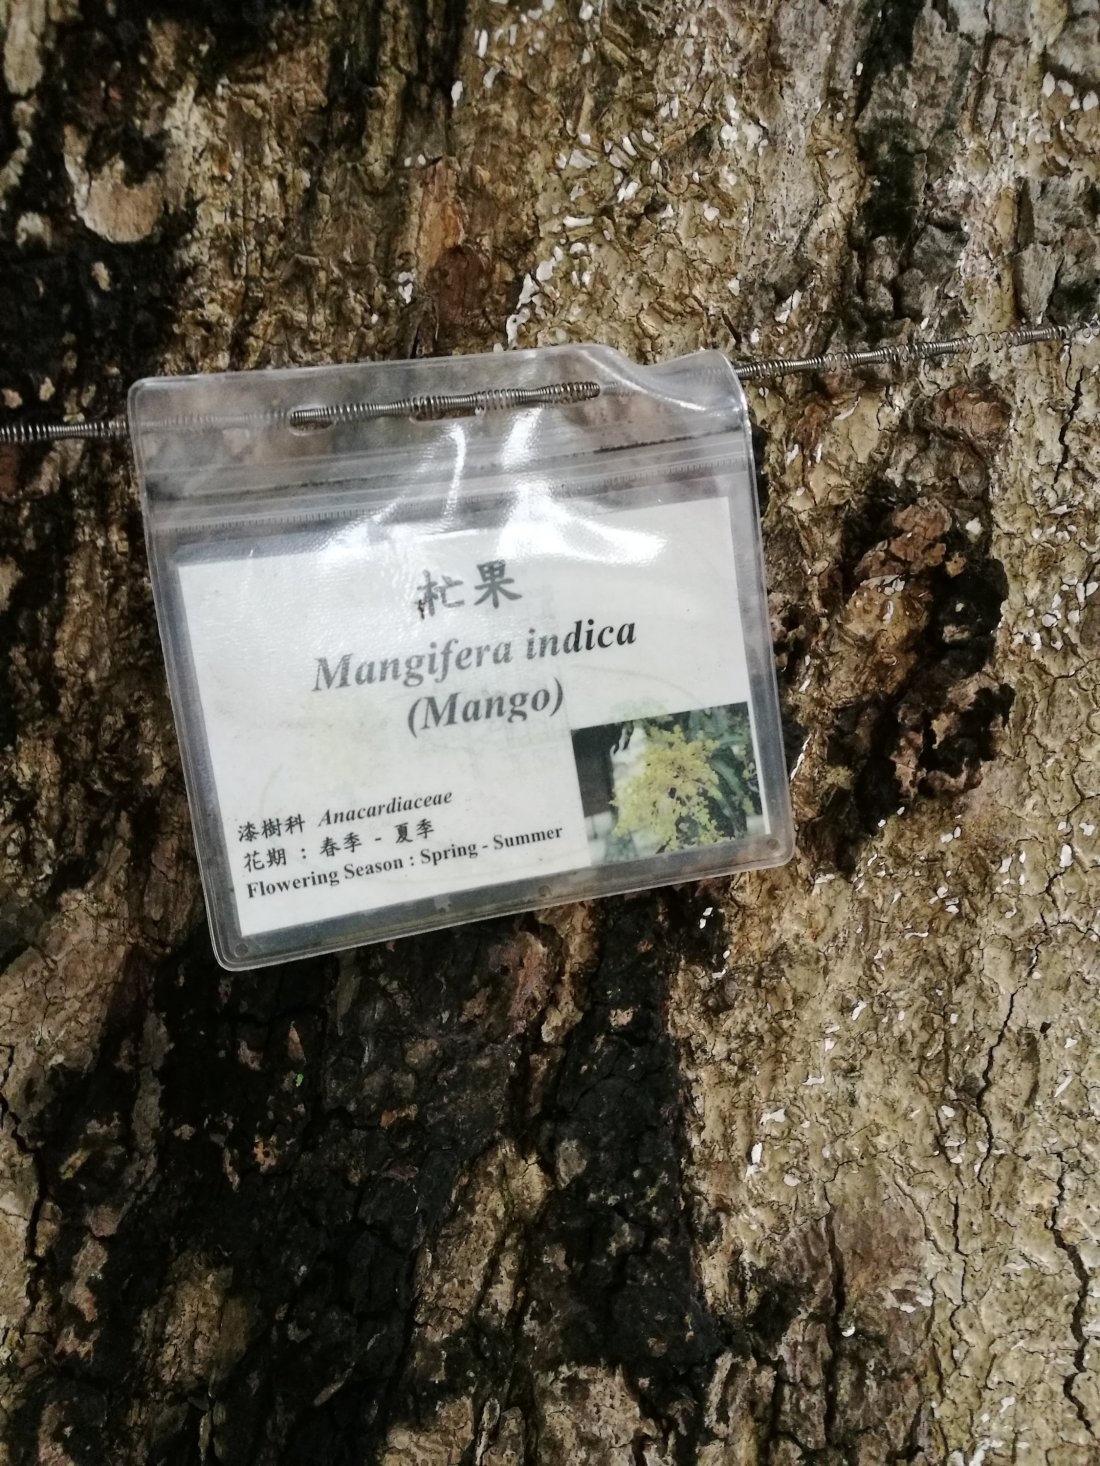 杧果
Mangifera indica
(Mango)
漆樹科 Anacardiaceae
花期 : 春季 - 夏季
Flowering Season : Spring - Summer